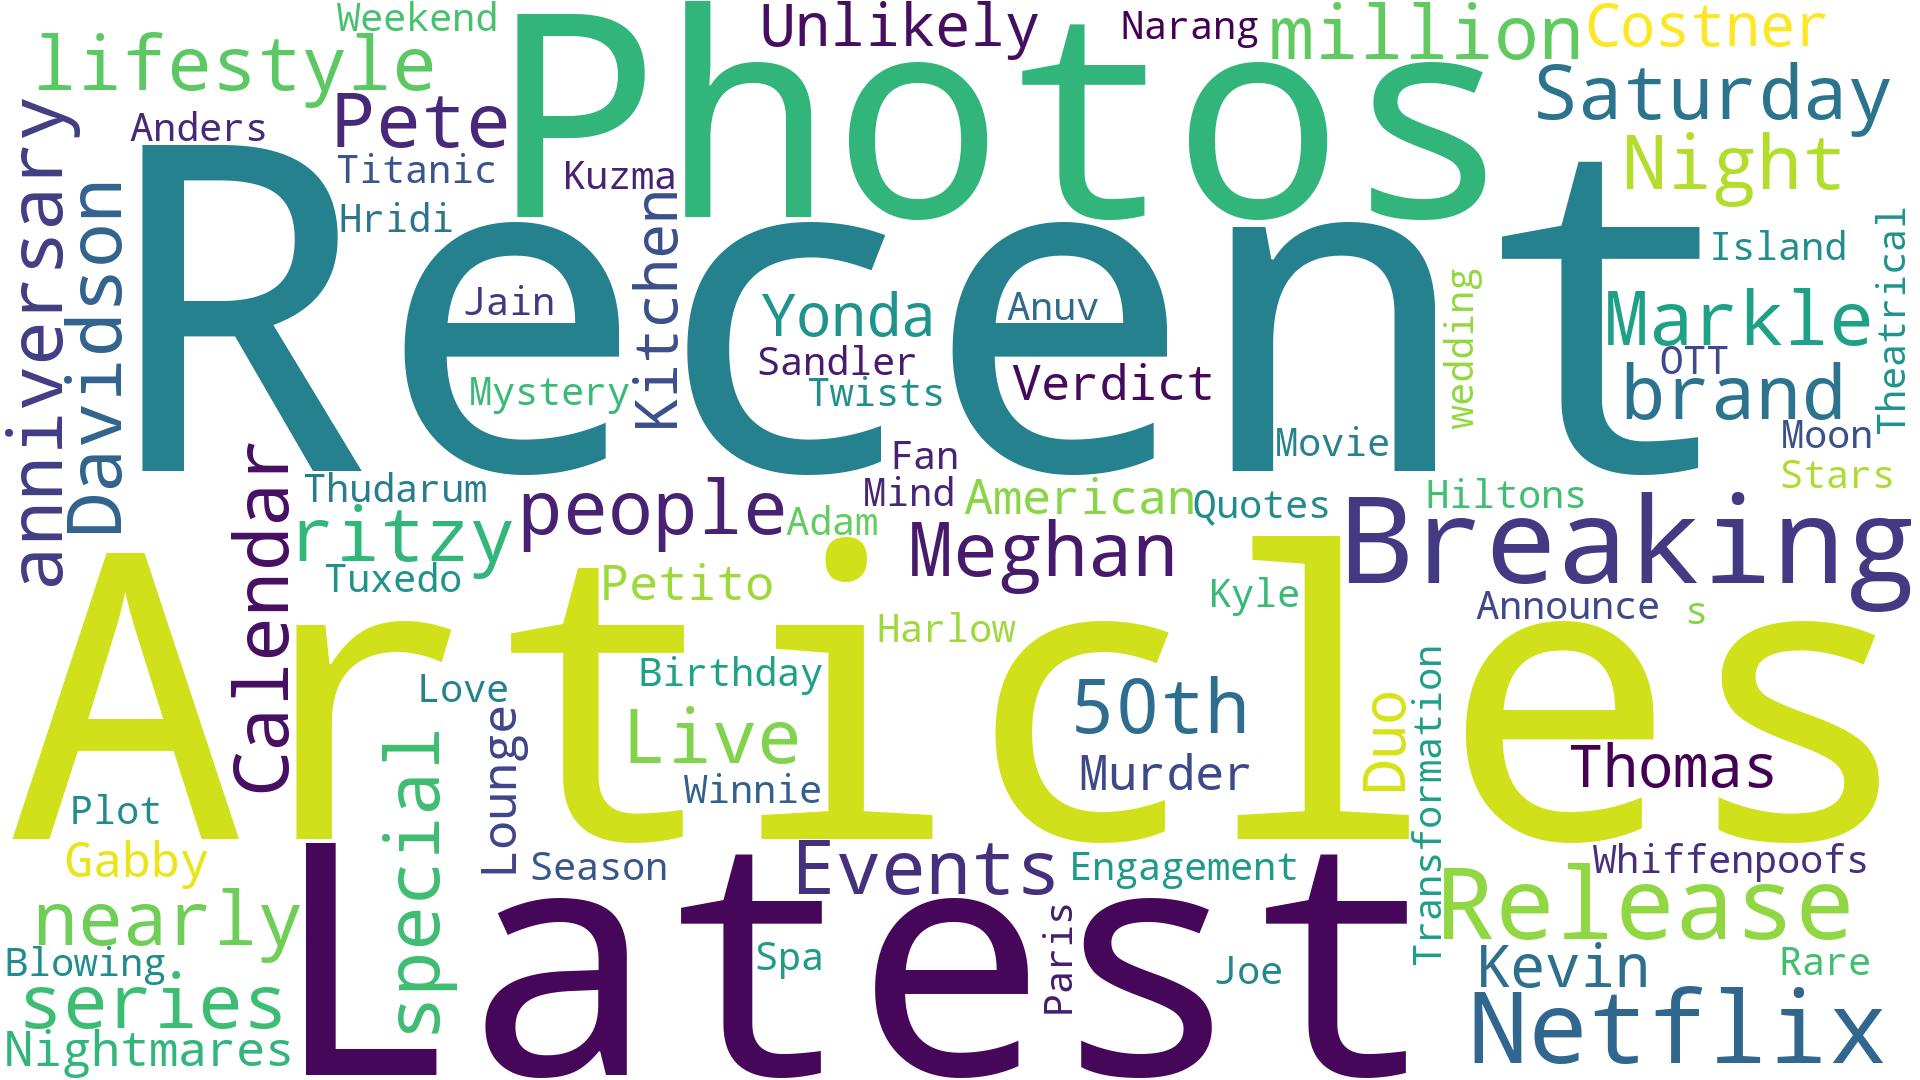 Weekend
Photos
Unlikely
Narang
million
Costner
lifestyle
Saturday
anniversary
Anders
Pete
Night
Titanic
Kuzma
Davidson
Recent
Hridi
Kitchen
Island
Theatrical
Jain
Yonda
Anuv
wedding
Markle
Sandler
OTT
Mystery
Twists
Verdict
brand
Movie
Moon
Fan
Stars
Calendar
Thudarum
people
Mind
American
Quotes
Hiltons
Breaking
ritzy
Adam
Meghan
Tuxedo
Petito
Kyle
Announce
s
Articles
Harlow
Birthday
Love
50th
Duo
Transformation
Lounge
Live
special
Murder
Thomas
Winnie
Plot
Gabby
Season
Events
Engagement
Whiffenpoofs
nearly
Latest
Release
Blowing
Spa
Paris
Joe
Kevin
Rare
series
Netflix
Nightmares